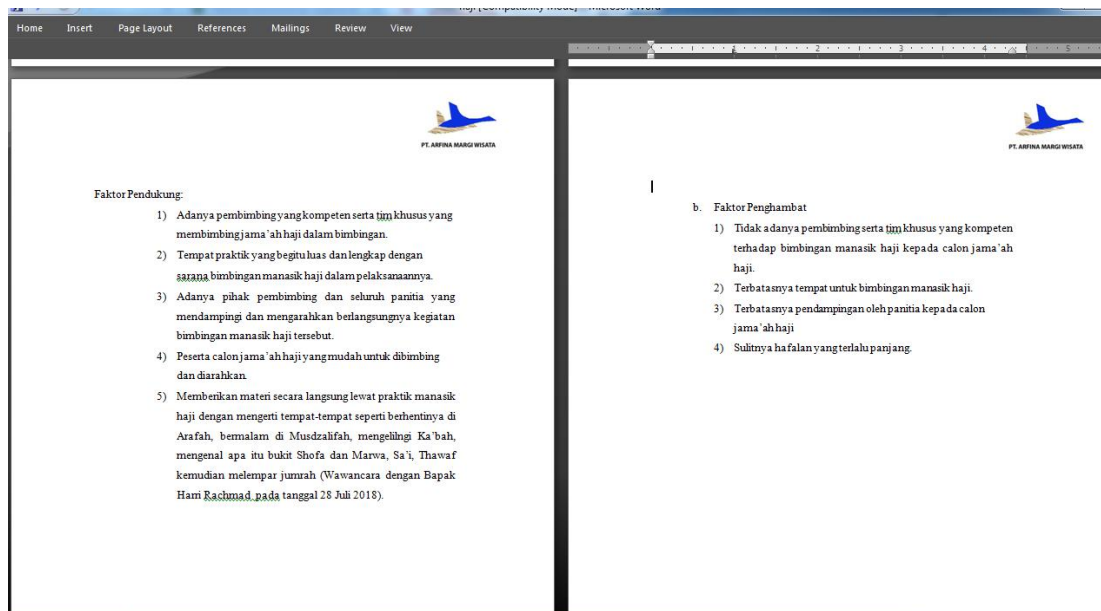 Home Insert Page Layout References Mailings Review View
1 2 3 4 5
PT. ARFINA MARGI WISATA
Faktor Pendukung:
1) Adanya pembimbing yang kompeten serta tim khusus yang
membimbing jama'ah haji dalam bimbingan.
2) Tempat praktik yang begitu luas dan lengkap dengan
sarana bimbingan manasik haji dalam pelaksanaannya.
3) Adanya pihak pembimbing dan seluruh panitia yang
mendampingi dan mengarahkan berlangsungnya kegiatan
bimbingan manasik haji tersebut.
4) Peserta calon jama'ah haji yang mudah untuk dibimbing
dan diarahkan.
5) Memberikan materi secara langsung lewat praktik manasik
haji dengan mengerti tempat-tempat seperti berhentinya di
Arafah, bermalam di Musdzalifah, mengelilngi Ka'bah,
mengenal apa itu bukit Shofa dan Marwa, Sa'i, Thawaf
kemudian melempar jumrah (Wawancara dengan Bapak
Harri Rachmad pada tanggal 28 Juli 2018).
PT. ARFINA MARGI WISATA
b. Faktor Penghambat
1) Tidak adanya pembimbing serta tim khusus yang kompeten
terhadap bimbingan manasik haji kepada calon jama'ah
haji.
2) Terbatasnya tempat untuk bimbingan manasik haji.
3) Terbatasnya pendampingan oleh panitia kepada calon
jama'ah haji
4) Sulitnya hafalan yang terlalu panjang.